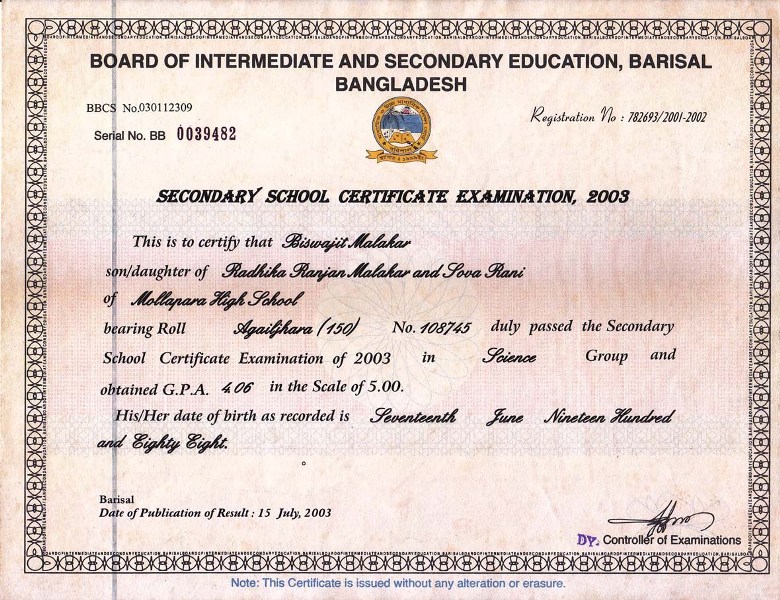 BOARD OF INTERMEDIATE AND SECONDARY EDUCATION, BARISAL
BANGLADESH
BBCS No.030112309
Registration No : 782693/2001-2002
Serial No. BB 0039482
SECONDARY SCHOOL CERTIFICATE EXAMINATION, 2003
This is to certify that Biswajit Malakar
son/daughter of Radhika Ranjan Malakar and Sova Rani
of Mollapara High School
bearing Roll Agailjhara (150) No. 108745 duly passed the Secondary
School Certificate Examination of 2003 in Science Group and
obtained G.P.A. 4.06 in the Scale of 5.00.
His/Her date of birth as recorded is Seventeenth June Nineteen Hundred
and Eighty Eight.
Barisal
Date of Publication of Result : 15 July, 2003
DY. Controller of Examinations
Note: This Certificate is issued without any alteration or erasure.